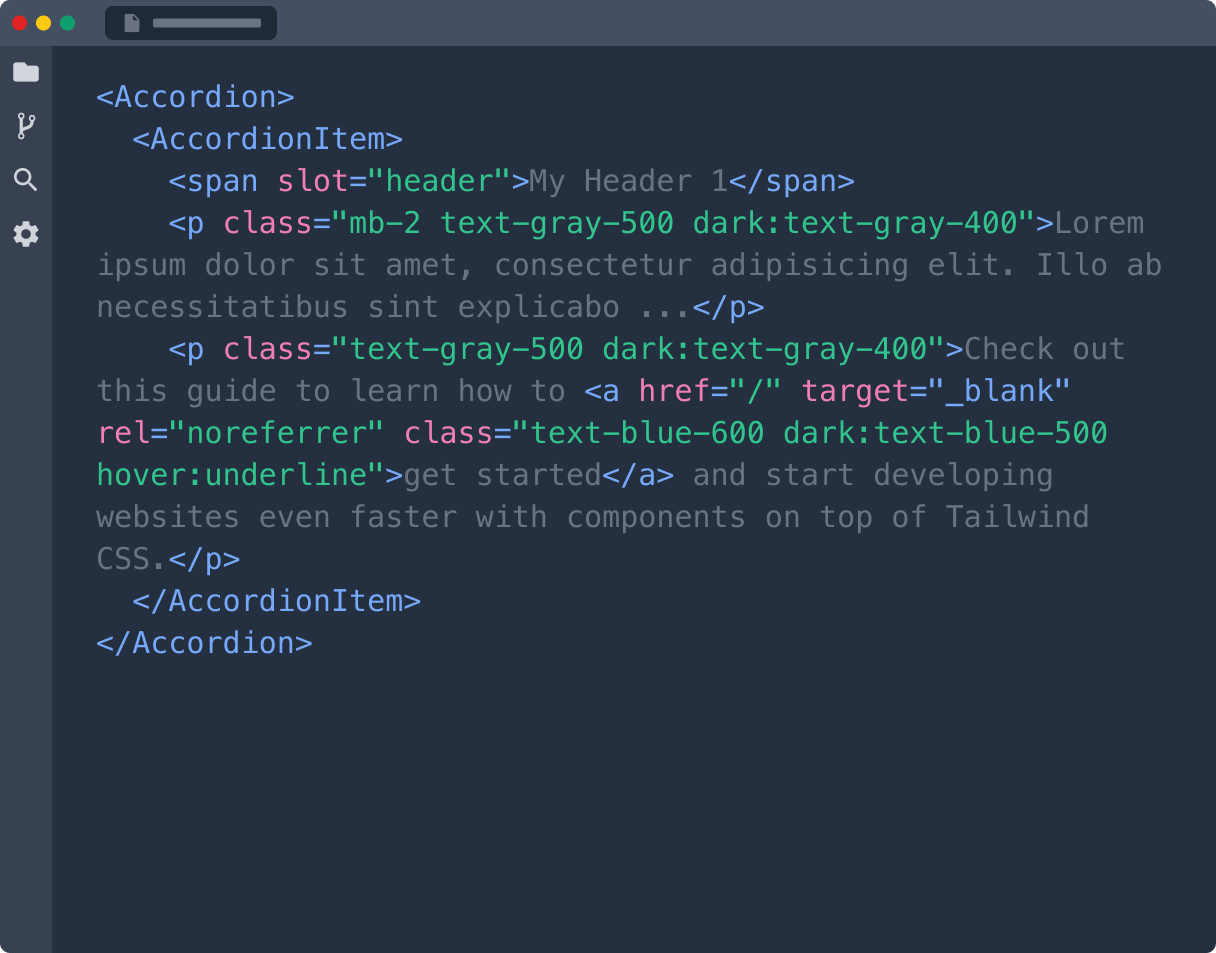 <Accordion>
<AccordionItem>
<span slot="header">My Header 1</span>
<p class="mb-2 text-gray-500 dark:text-gray-400">Lorem
ipsum dolor sit amet, consectetur adipisicing elit. Illo ab
necessitatibus sint explicabo ...</p>
<p class="text-gray-500 dark:text-gray-400">Check out
this guide to learn how to <a href="/" target="_blank"
rel="noreferrer" class="text-blue-600 dark:text-blue-500
hover:underline">get started</a> and start developing
websites even faster with components on top of Tailwind
CSS.</p>
</AccordionItem>
</Accordion>